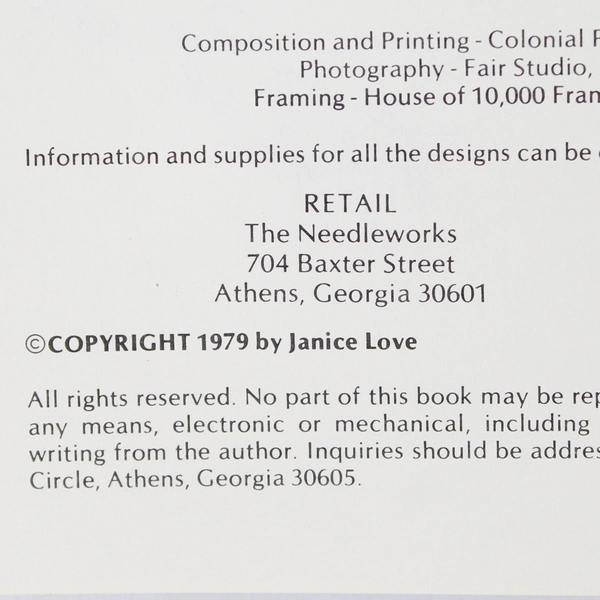 Composition and Printing - Colonial
Photography - Fair Studio,
Framing - House of 10,000
Information and supplies for all the designs can be
RETAIL
The Needleworks
704 Baxter Street
Athens, Georgia 30601
©COPYRIGHT 1979 by Janice Love
All rights reserved. No part of this book may be
any means, electronic or mechanical, including
writing from the author. Inquiries should be
Circle, Athens, Georgia 30605.